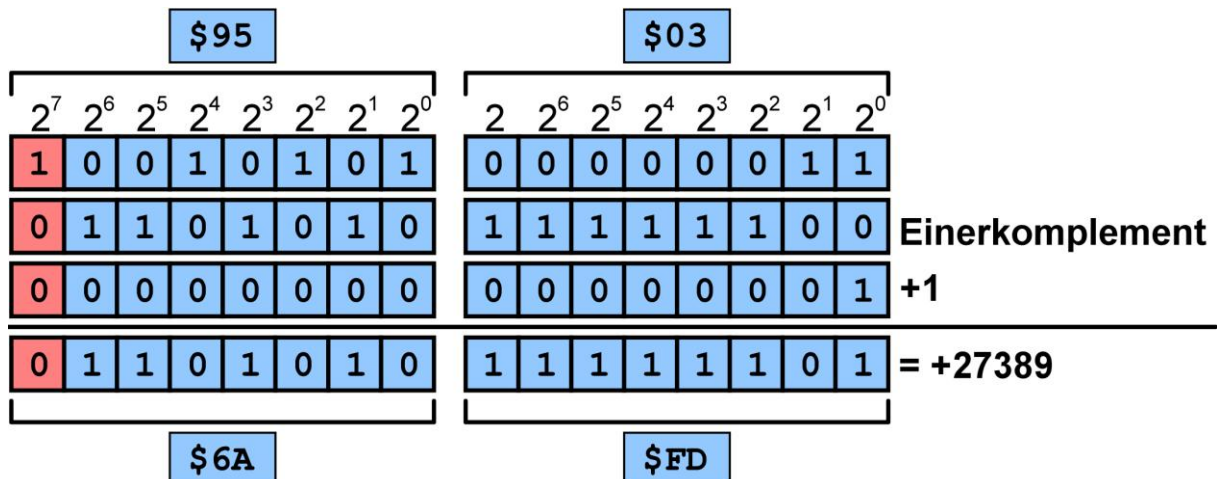 $95 $03
2⁷ 2⁶ 2⁵ 2⁴ 2³ 2² 2¹ 2⁰ 2 2⁶ 2⁵ 2⁴ 2³ 2² 2¹ 2⁰
1 0 0 1 0 1 0 1 0 0 0 0 0 0 1 1
0 1 1 0 1 0 1 0 1 1 1 1 1 1 0 0 Einerkomplement
0 0 0 0 0 0 0 0 0 0 0 0 0 0 0 1 +1
0 1 1 0 1 0 1 0 1 1 1 1 1 1 0 1 = +27389
$6A $FD